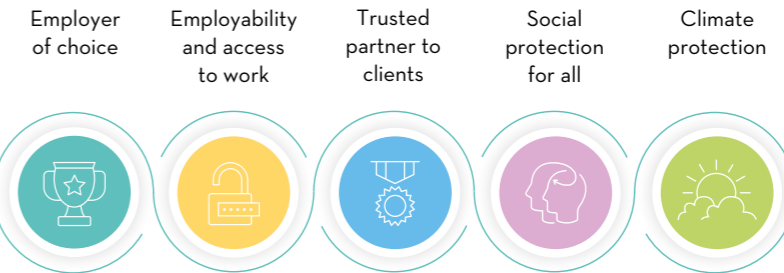 Employer
of choice
Employability
and access
to work
Trusted
partner to
clients
Social
protection
for all
Climate
protection